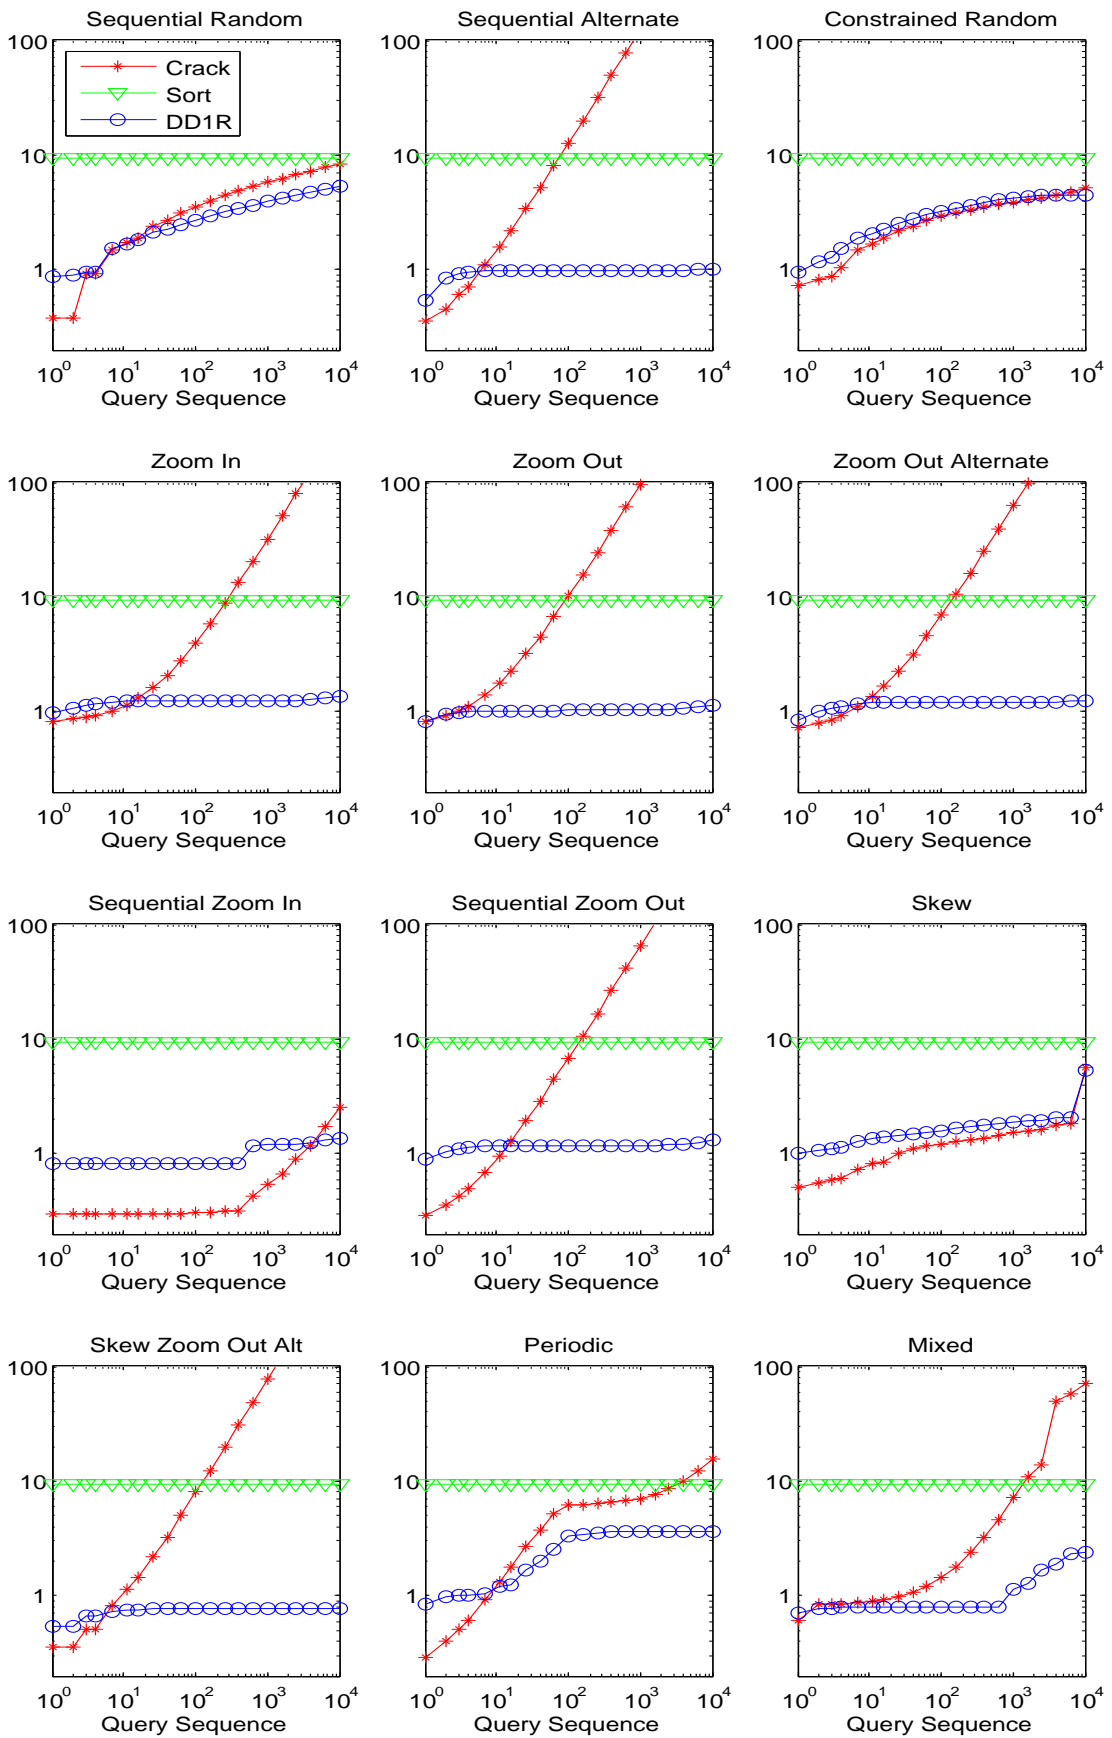 Sequential Random
Sequential Alternate
Constrained Random
100
10
1
Crack
Sort
DD1R
10^0 10^1 10^2 10^3 10^4
Query Sequence
100
10
1
10^0 10^1 10^2 10^3 10^4
Query Sequence
100
10
1
10^0 10^1 10^2 10^3 10^4
Query Sequence
Zoom In
Zoom Out
Zoom Out Alternate
100
10
1
10^0 10^1 10^2 10^3 10^4
Query Sequence
100
10
1
10^0 10^1 10^2 10^3 10^4
Query Sequence
100
10
1
10^0 10^1 10^2 10^3 10^4
Query Sequence
Sequential Zoom In
Sequential Zoom Out
Skew
100
10
1
10^0 10^1 10^2 10^3 10^4
Query Sequence
100
10
1
10^0 10^1 10^2 10^3 10^4
Query Sequence
100
10
1
10^0 10^1 10^2 10^3 10^4
Query Sequence
Skew Zoom Out Alt
Periodic
Mixed
100
10
1
10^0 10^1 10^2 10^3 10^4
Query Sequence
100
10
1
10^0 10^1 10^2 10^3 10^4
Query Sequence
100
10
1
10^0 10^1 10^2 10^3 10^4
Query Sequence